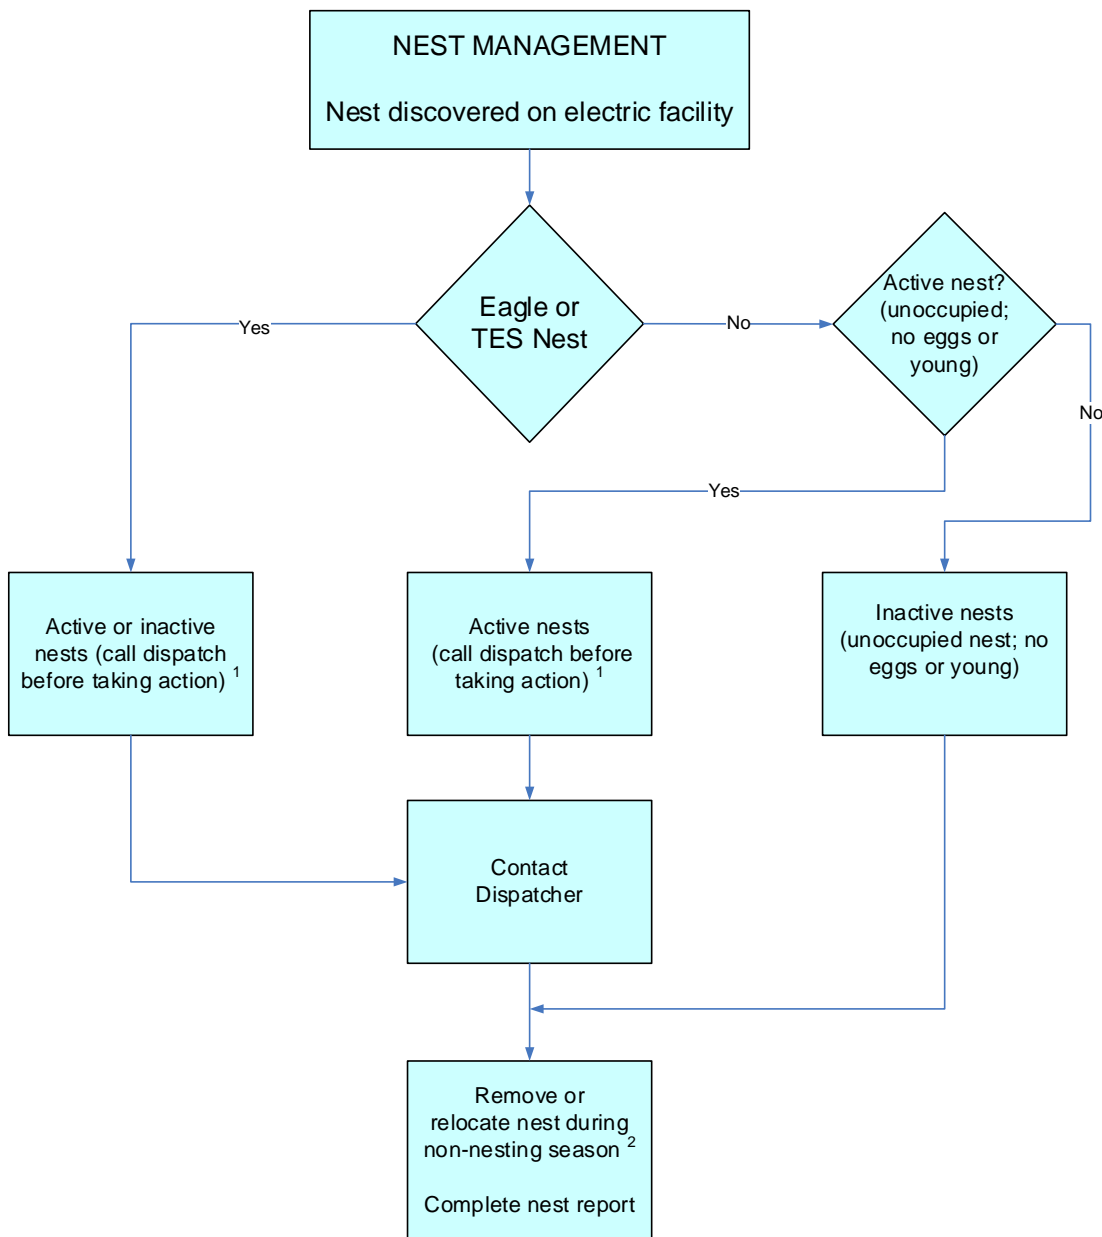 NEST MANAGEMENT
Nest discovered on electric facility
Eagle or
TES Nest
Yes
No
Active nest?
(unoccupied;
no eggs or
young)
No
Yes
Active or inactive
nests (call dispatch
before taking action) 1
Active nests
(call dispatch before
taking action) 1
Inactive nests
(unoccupied nest; no
eggs or young)
Contact
Dispatcher
Remove or
relocate nest during
non-nesting season 2
Complete nest report